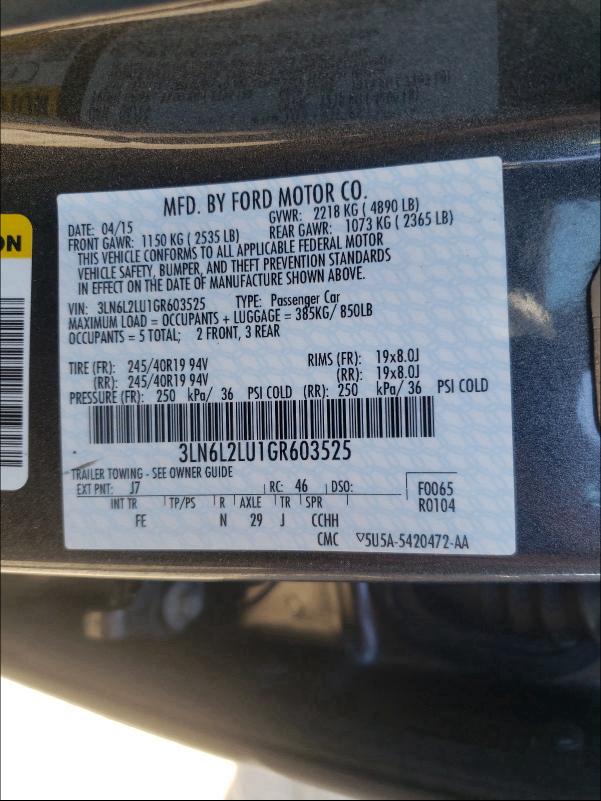 MFD. BY FORD MOTOR CO.
DATE: 04/15 GVWR: 2218 KG ( 4890 LB)
FRONT GAWR: 1150 KG ( 2535 LB) REAR GAWR: 1073 KG ( 2365 LB)
THIS VEHICLE CONFORMS TO ALL APPLICABLE FEDERAL MOTOR
VEHICLE SAFETY, BUMPER, AND THEFT PREVENTION STANDARDS
IN EFFECT ON THE DATE OF MANUFACTURE SHOWN ABOVE.
VIN: 3LN6L2LU1GR603525 TYPE: Passenger Car
MAXIMUM LOAD = OCCUPANTS + LUGGAGE = 385KG/ 850LB
OCCUPANTS = 5 TOTAL; 2 FRONT, 3 REAR
TIRE (FR): 245/40R19 94V RIMS (FR): 19x8.0J
(RR): 245/40R19 94V (RR): 19x8.0J
PRESSURE (FR): 250 kPa/ 36 PSI COLD (RR): 250 kPa/ 36 PSI COLD
3LN6L2LU1GR603525
TRAILER TOWING - SEE OWNER GUIDE
EXT PNT: J7 RC: 46 DSO: F0065
INT TR TP/PS R AXLE TR SPR R0104
FE N 29 J CCHH
CMC ▽5U5A-5420472-AA
ON